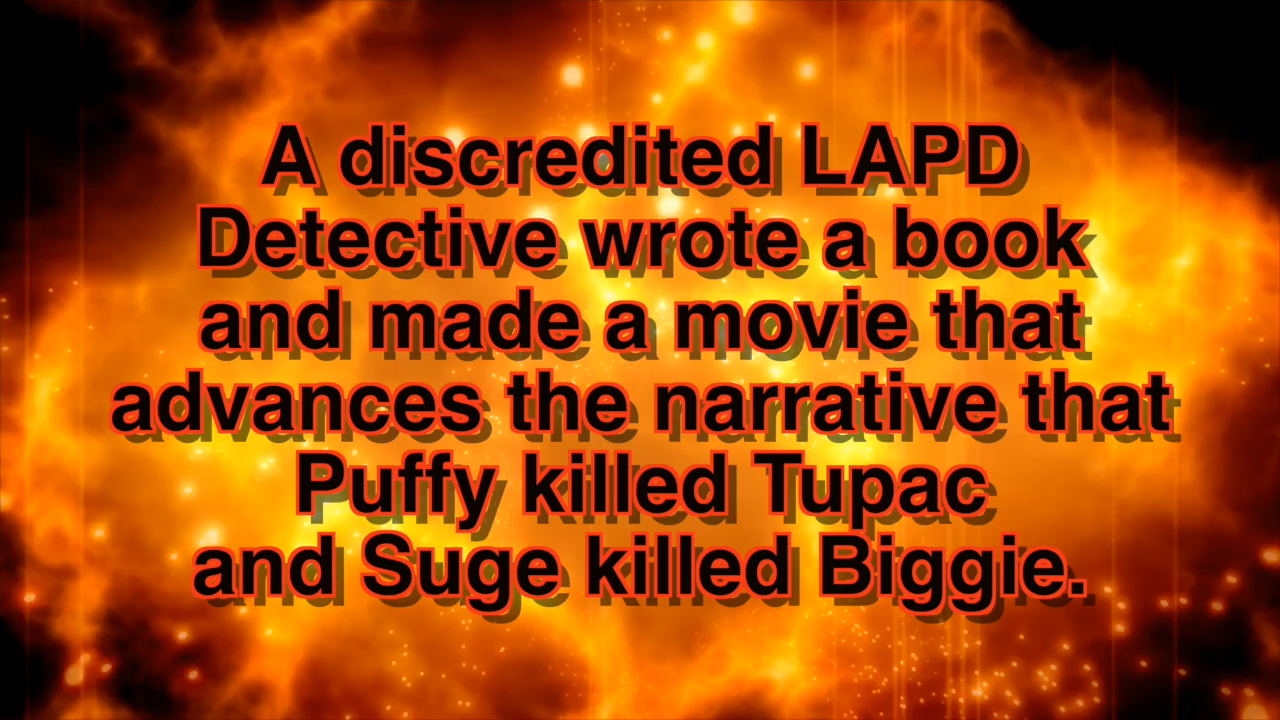 A discredited LAPD
Detective wrote a book
and made a movie that
advances the narrative that
Puffy killed Tupac
and Suge killed Biggie.